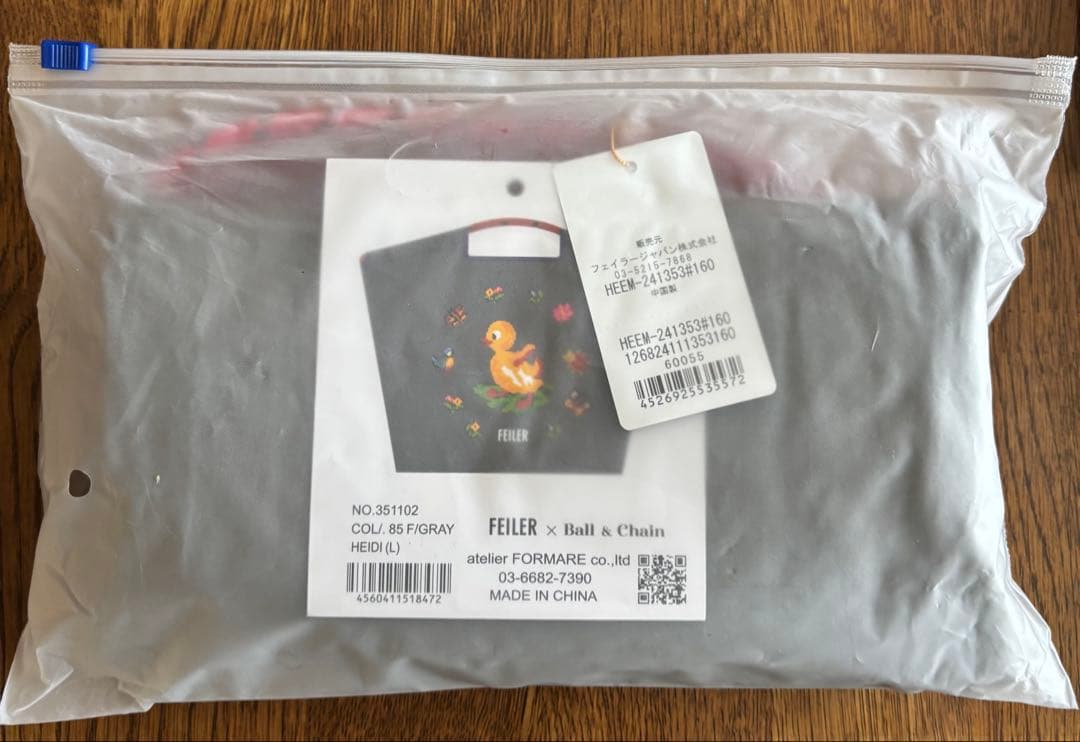 販売元
フェイラージャパン株式会社
03-5215-7868
HEEM-241353#160
中国製
HEEM-241353#160
126824111353160
60055
4526925535572
FEILER
NO.351102
COL/. 85 F/GRAY
HEIDI (L)
4560411518472
FEILER × Ball & Chain
atelier FORMARE co.,ltd
03-6682-7390
MADE IN CHINA